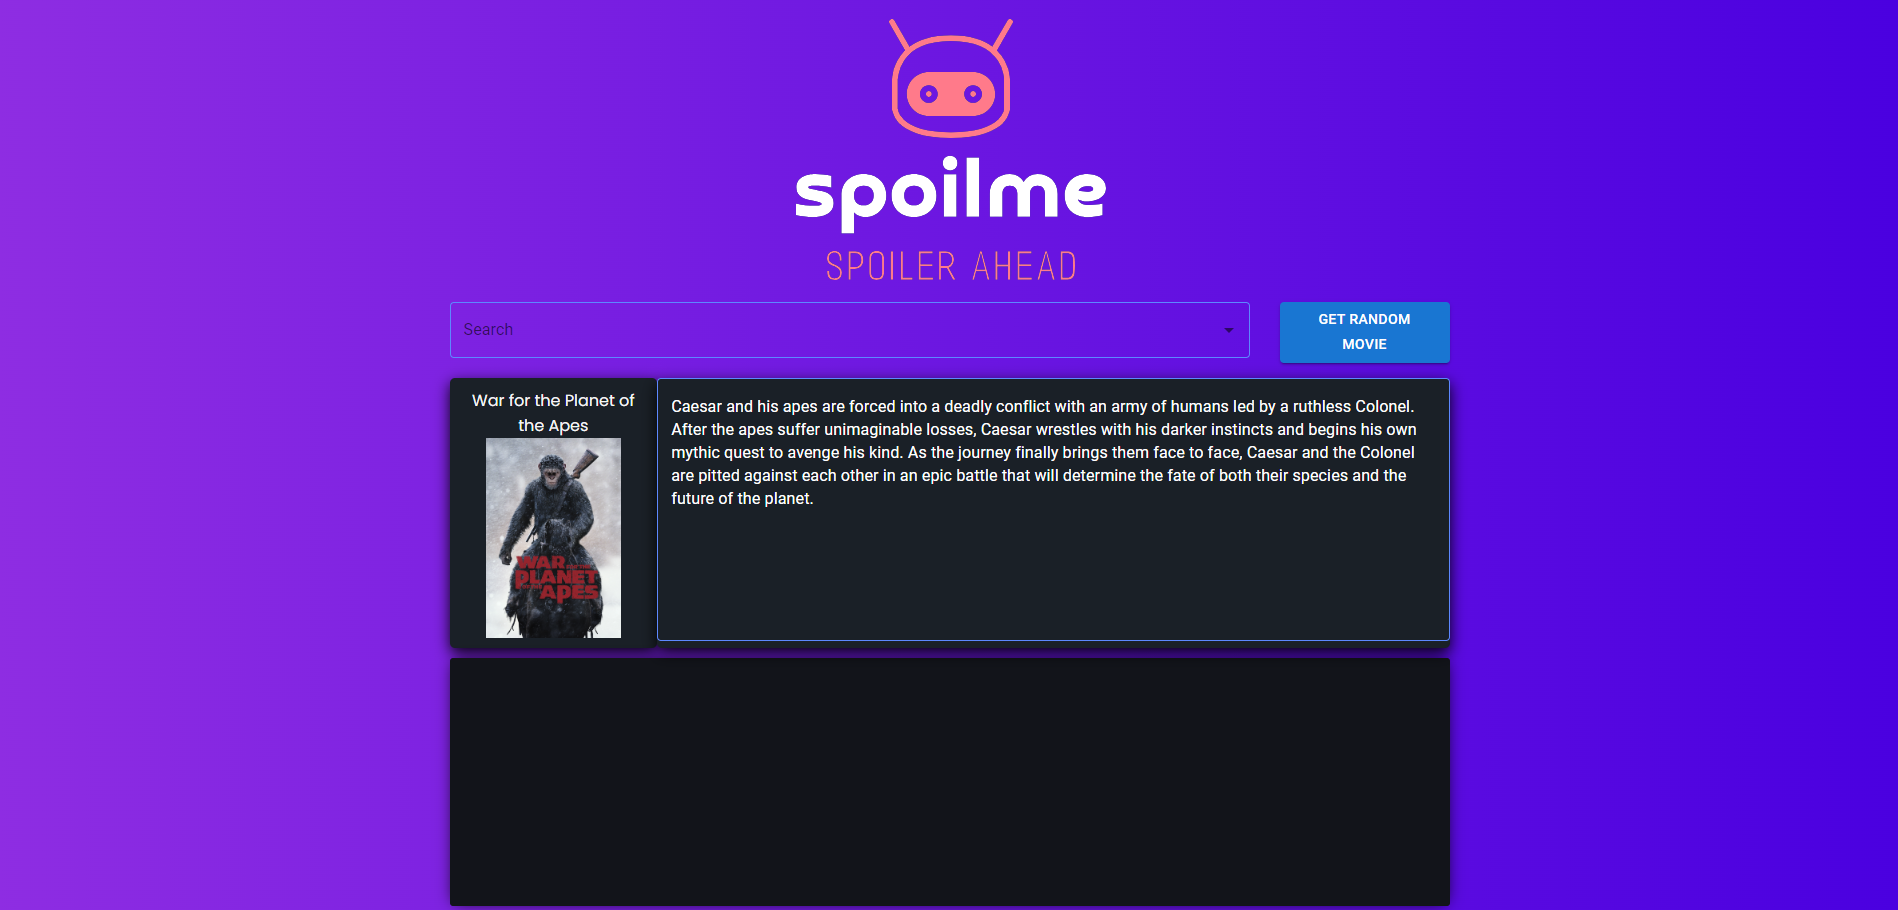 spoilme
SPOILER AHEAD
Search
GET RANDOM
MOVIE
War for the Planet of
the Apes
WAR
PLANET
APES
Caesar and his apes are forced into a deadly conflict with an army of humans led by a ruthless Colonel.
After the apes suffer unimaginable losses, Caesar wrestles with his darker instincts and begins his own
mythic quest to avenge his kind. As the journey finally brings them face to face, Caesar and the Colonel
are pitted against each other in an epic battle that will determine the fate of both their species and the
future of the planet.